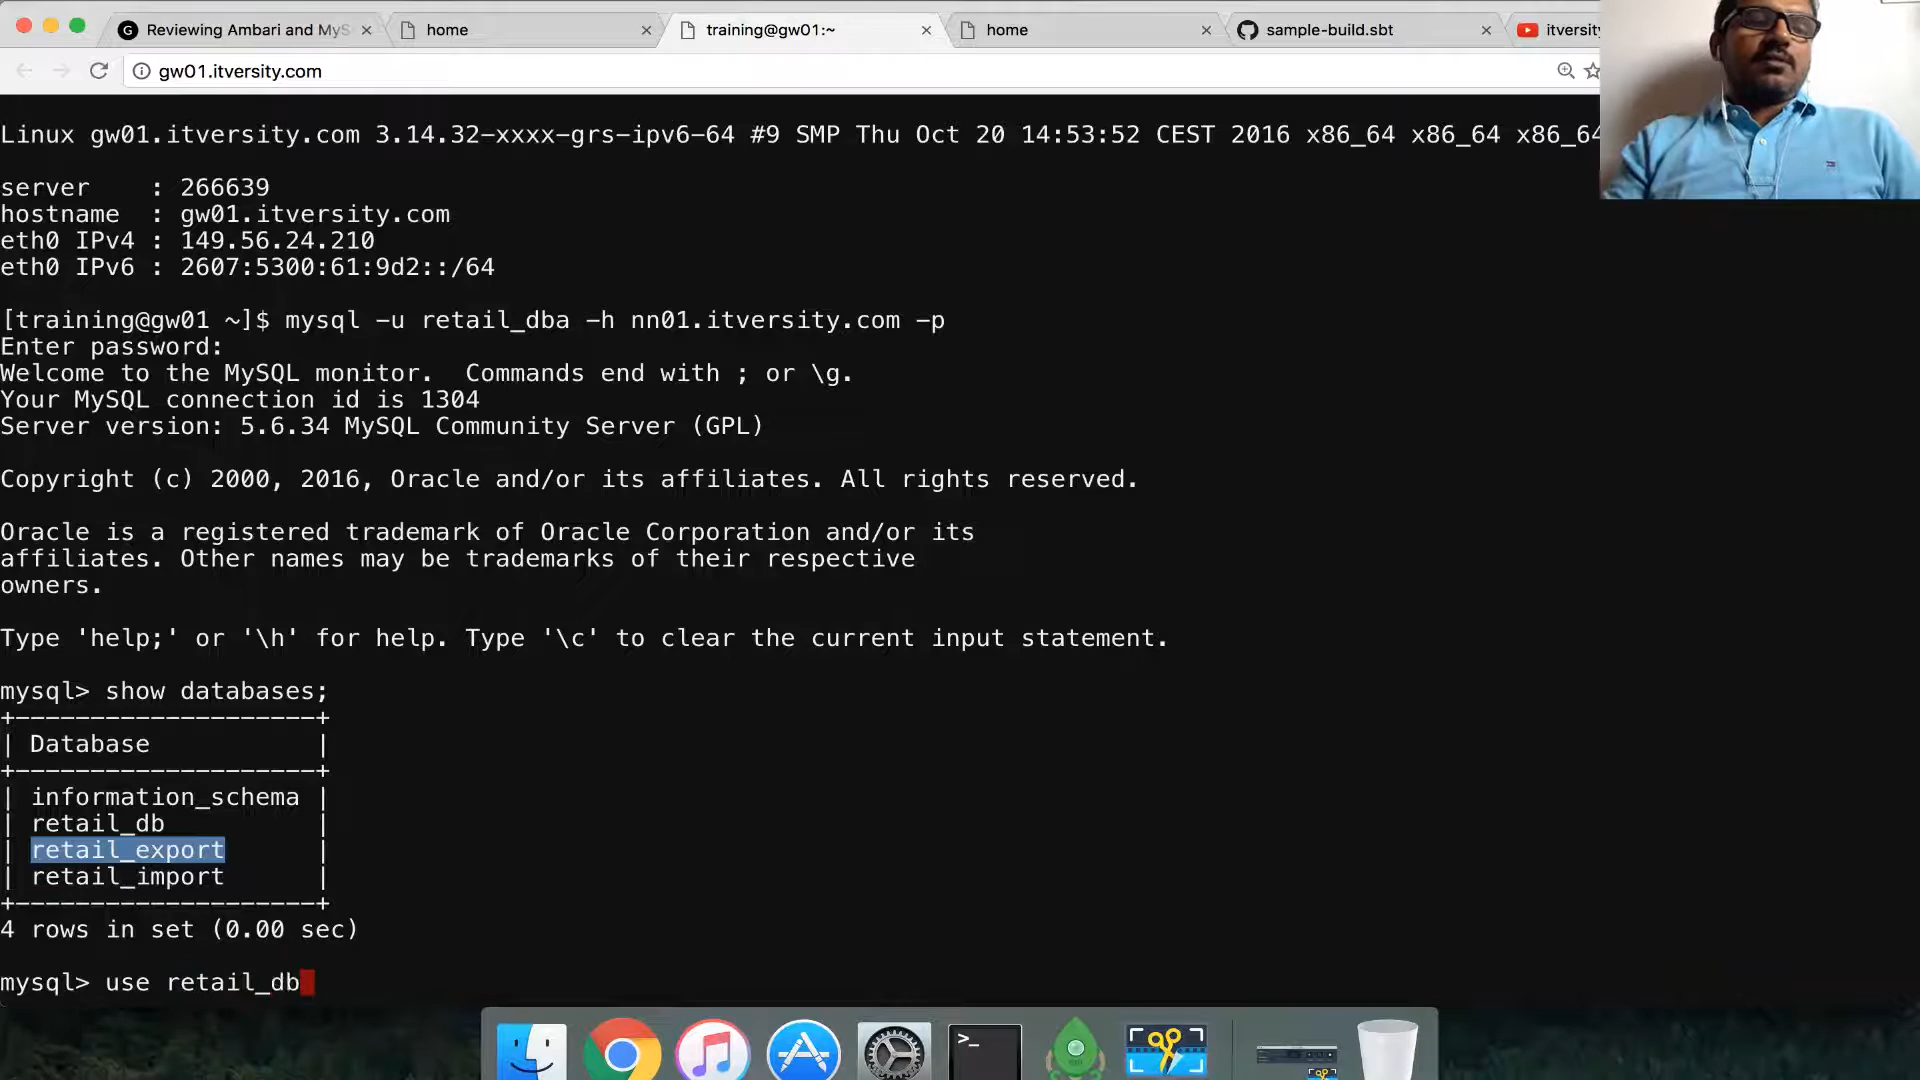 Reviewing Ambari and MyS
home
training@gw01:~
home
sample-build.sbt
itversity
gw01.itversity.com
Linux gw01.itversity.com 3.14.32-xxxx-grs-ipv6-64 #9 SMP Thu Oct 20 14:53:52 CEST 2016 x86_64 x86_64 x86_64
server    : 266639
hostname  : gw01.itversity.com
eth0 IPv4 : 149.56.24.210
eth0 IPv6 : 2607:5300:61:9d2::/64
[training@gw01 ~]$ mysql -u retail_dba -h nn01.itversity.com -p
Enter password:
Welcome to the MySQL monitor.  Commands end with ; or \g.
Your MySQL connection id is 1304
Server version: 5.6.34 MySQL Community Server (GPL)
Copyright (c) 2000, 2016, Oracle and/or its affiliates. All rights reserved.
Oracle is a registered trademark of Oracle Corporation and/or its
affiliates. Other names may be trademarks of their respective
owners.
Type 'help;' or '\h' for help. Type '\c' to clear the current input statement.
mysql> show databases;
+--------------------+
| Database           |
+--------------------+
| information_schema |
| retail_db          |
| retail_export      |
| retail_import      |
+--------------------+
4 rows in set (0.00 sec)
mysql> use retail_db
>_